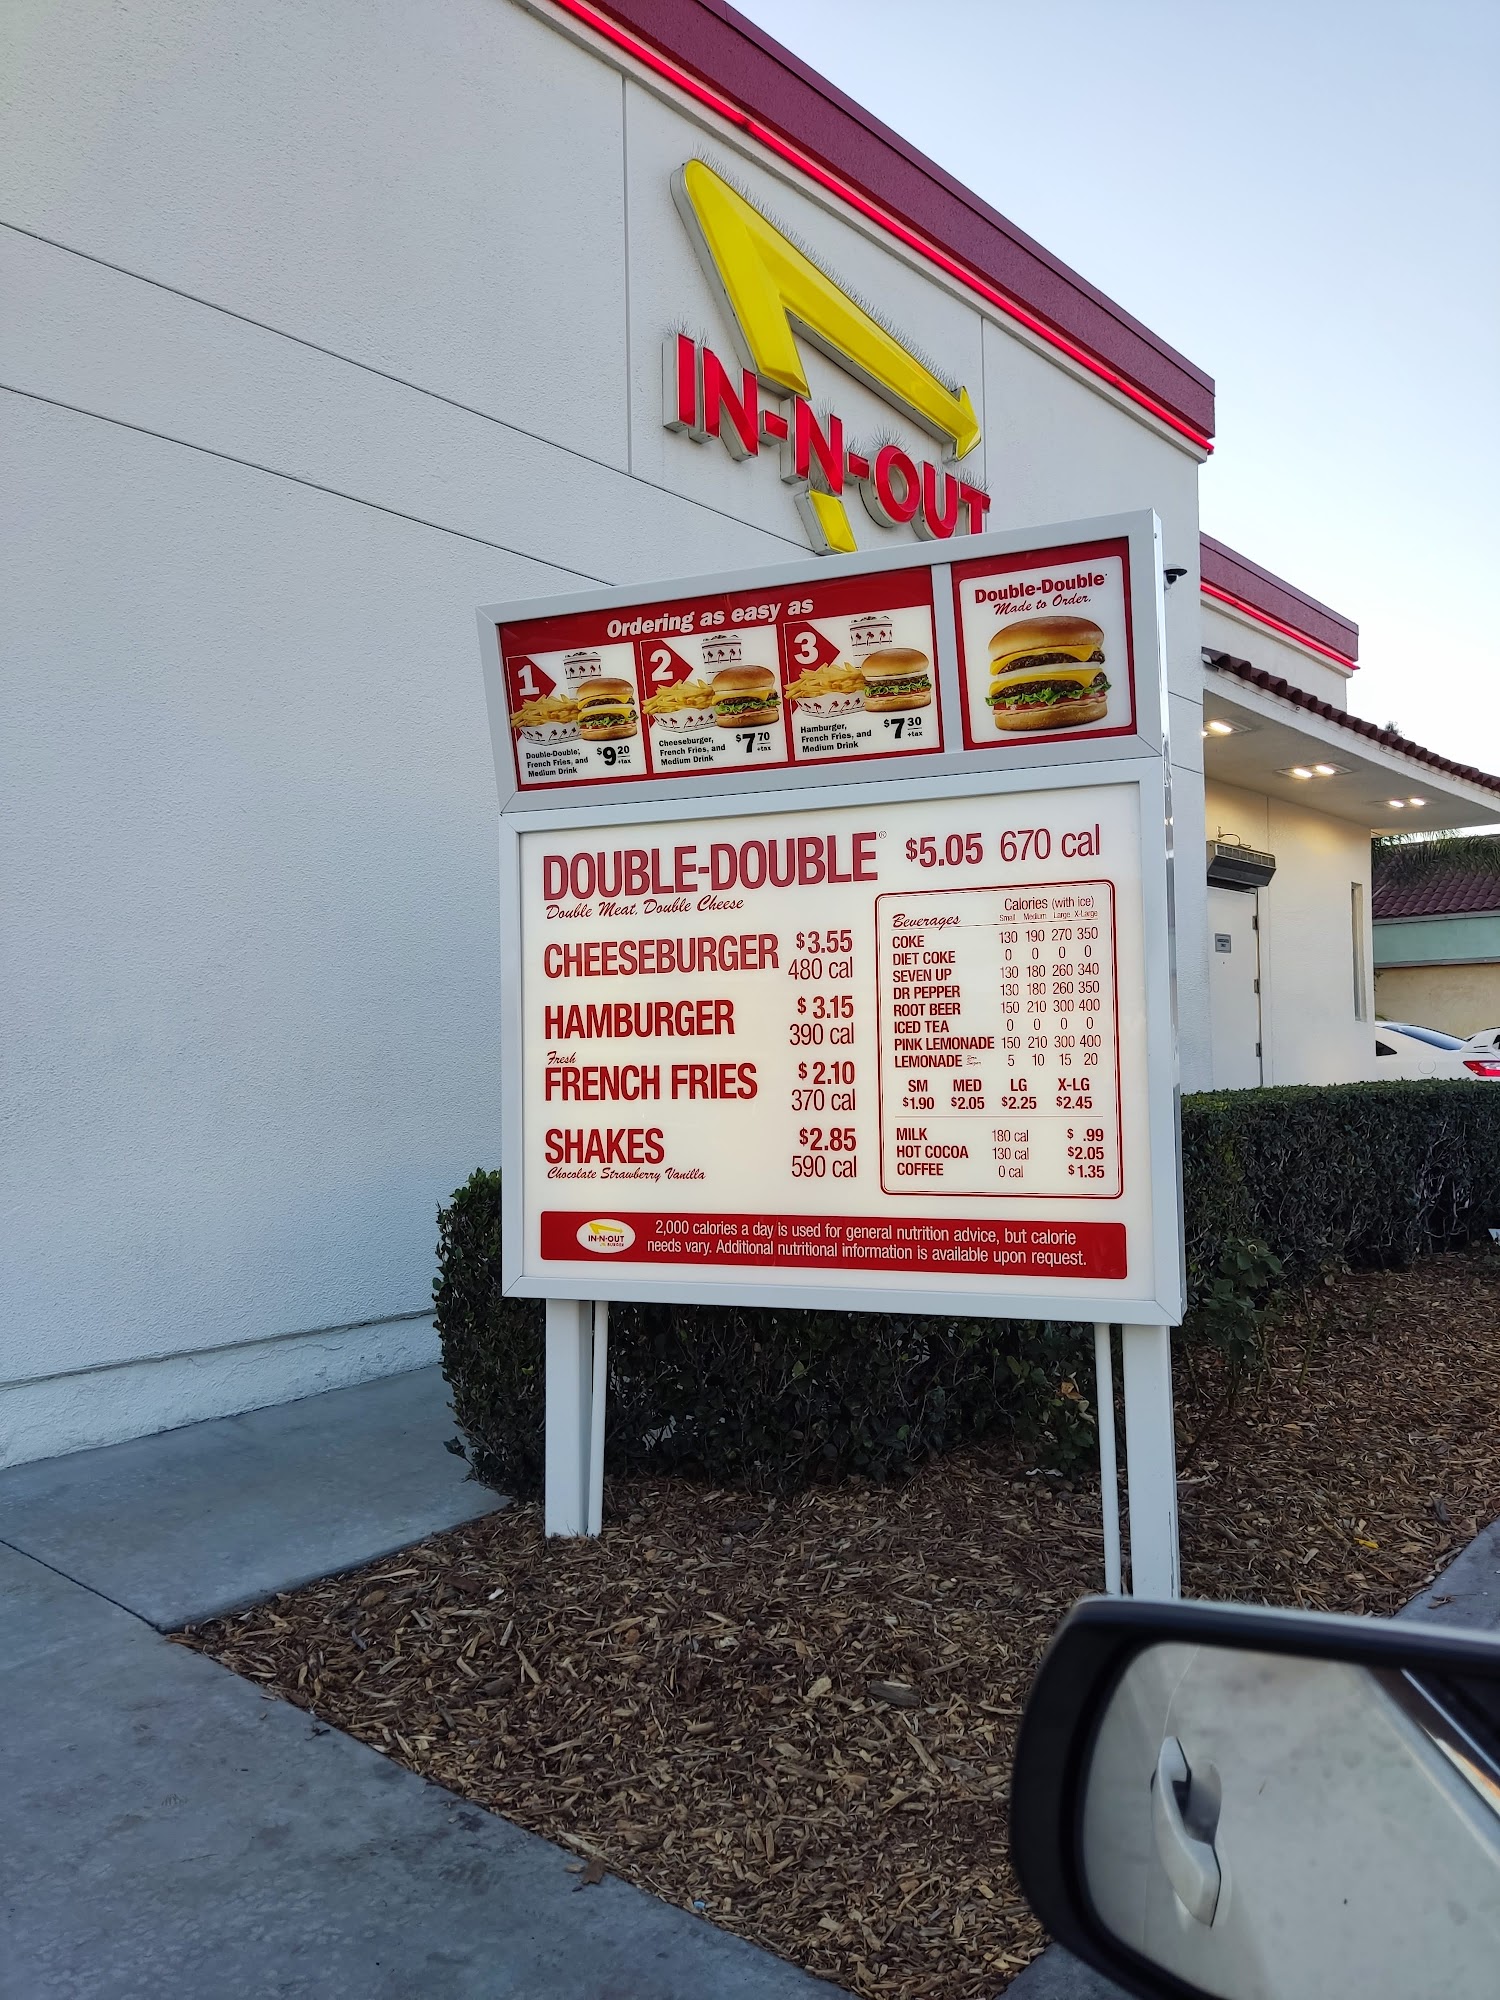 IN-N-OUT
Ordering as easy as
1
Double-Double,
French Fries, and
Medium Drink
$9 20 +tax
2
Cheeseburger,
French Fries, and
Medium Drink
$7 70 +tax
3
Hamburger,
French Fries, and
Medium Drink
$7 30 +tax
Double-Double®
Made to Order.
DOUBLE-DOUBLE® $5.05 670 cal
Double Meat, Double Cheese
CHEESEBURGER $3.55
480 cal
HAMBURGER $3.15
390 cal
Fresh
FRENCH FRIES $2.10
370 cal
SHAKES $2.85
590 cal
Chocolate Strawberry Vanilla
Calories (with ice)
Beverages Small Medium Large X-Large
COKE 130 190 270 350
DIET COKE 0 0 0 0
SEVEN UP 130 180 260 340
DR PEPPER 130 180 260 350
ROOT BEER 150 210 300 400
ICED TEA 0 0 0 0
PINK LEMONADE 150 210 300 400
LEMONADE 5 10 15 20
SM MED LG X-LG
$1.90 $2.05 $2.25 $2.45
MILK 180 cal $ .99
HOT COCOA 130 cal $2.05
COFFEE 0 cal $1.35
IN-N-OUT
BURGER
2,000 calories a day is used for general nutrition advice, but calorie
needs vary. Additional nutritional information is available upon request.